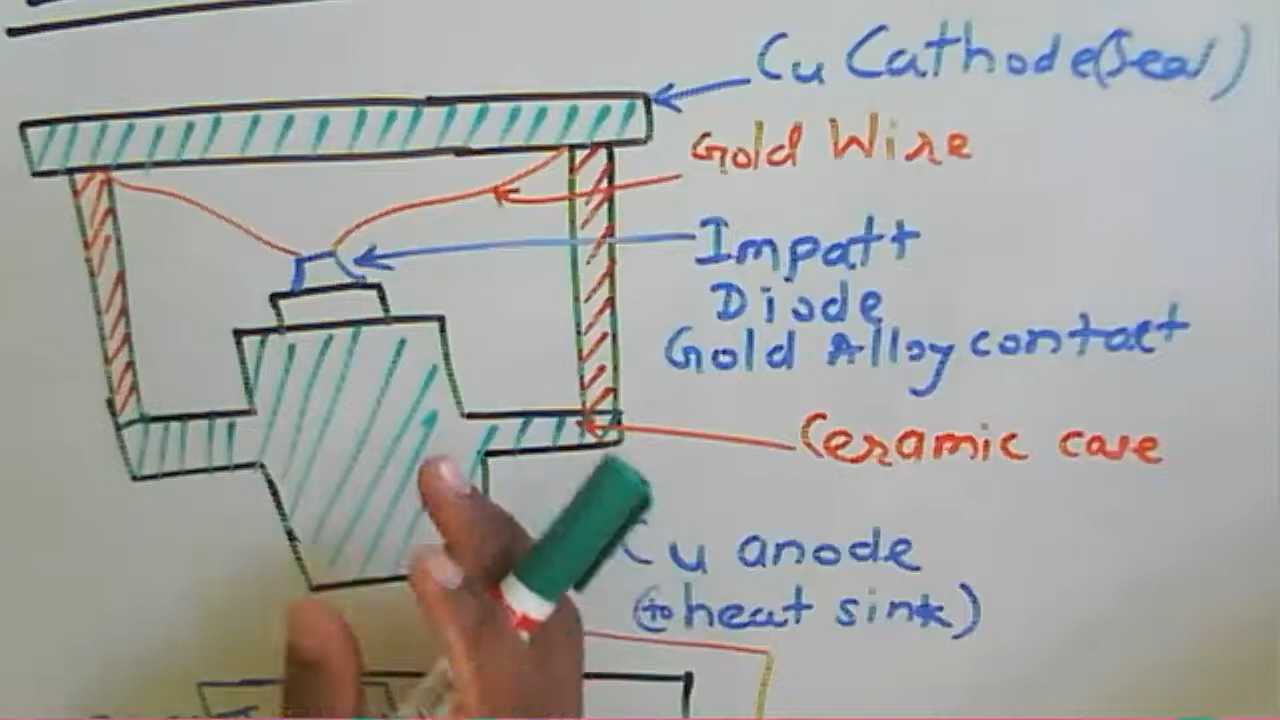 Cu Cathode(Seal)
Gold Wire
Impatt
Diode
Gold Alloy contact
Ceramic case
Cu anode
(to heat sink)